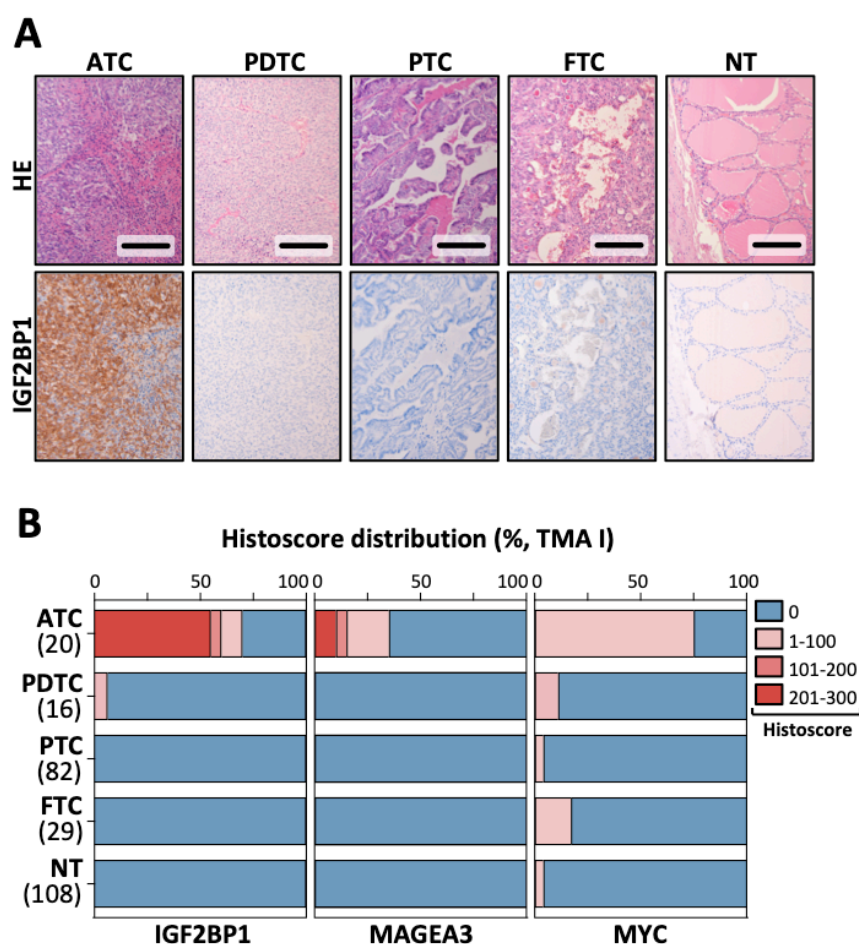 A
ATC PDTC PTC FTC NT
HE
IGF2BP1
B
Histoscore distribution (%, TMA I)
0 50 100 0 50 100 0 50 100
ATC
(20)
PDTC
(16)
PTC
(82)
FTC
(29)
NT
(108)
0
1-100
101-200
201-300
Histoscore
IGF2BP1 MAGEA3 MYC